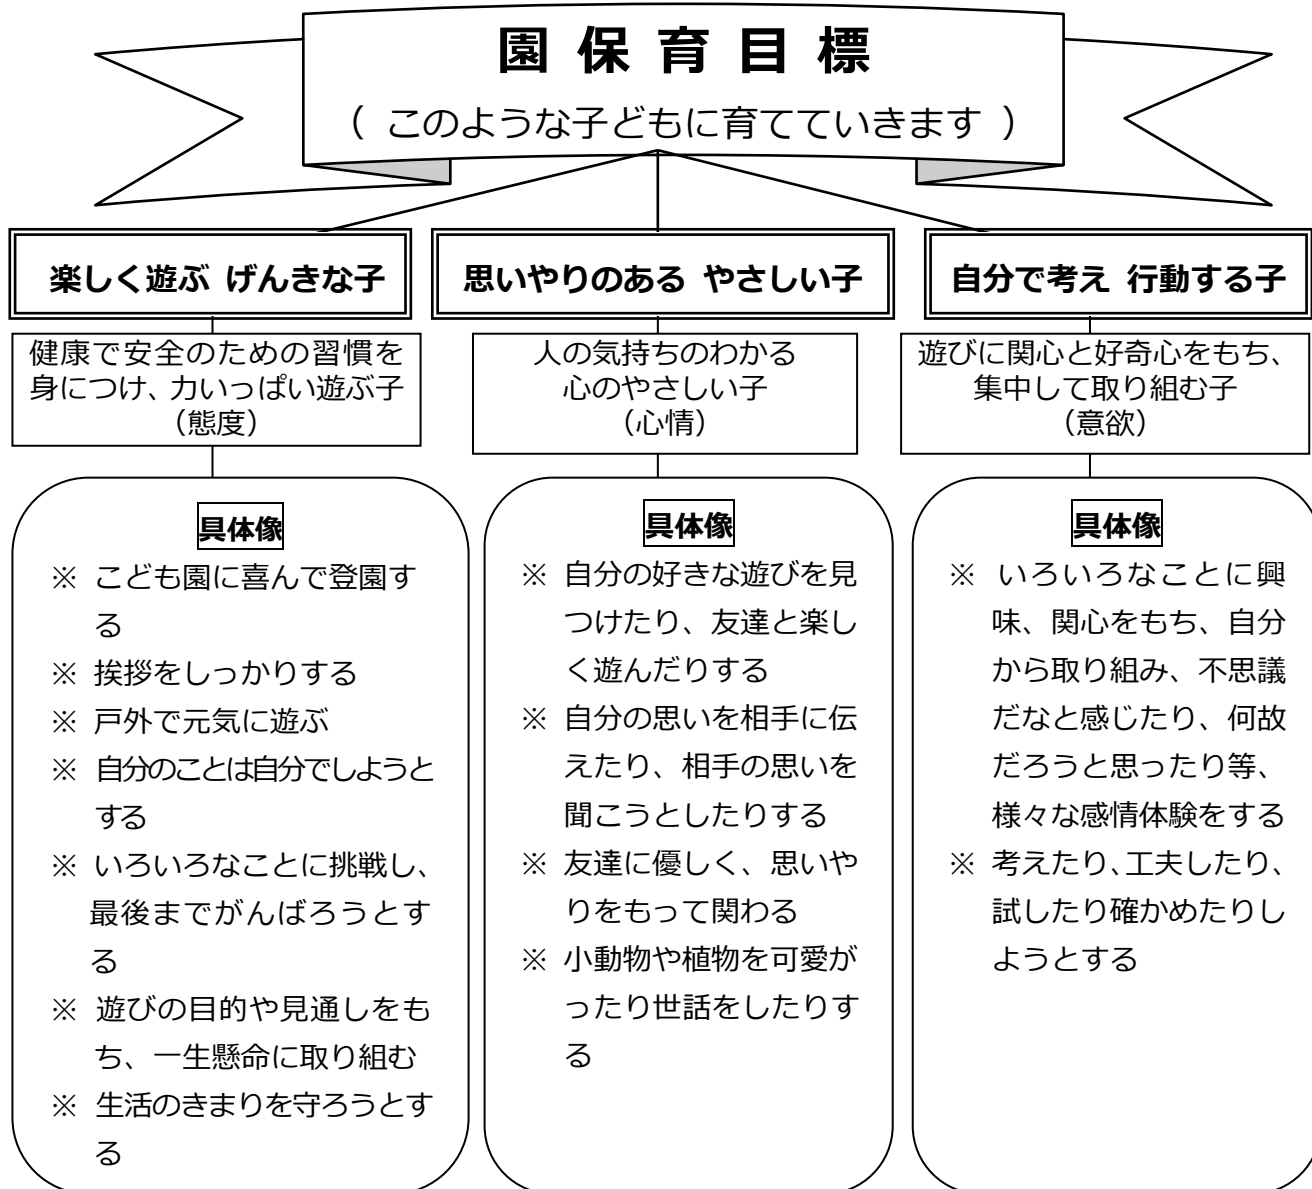 園保育目標
（ このような子どもに育てていきます ）
楽しく遊ぶ げんきな子
健康で安全のための習慣を
身につけ、力いっぱい遊ぶ子
（態度）
具体像
※ こども園に喜んで登園す
る
※ 挨拶をしっかりする
※ 戸外で元気に遊ぶ
※ 自分のことは自分でしようと
する
※ いろいろなことに挑戦し、
最後までがんばろうとす
る
※ 遊びの目的や見通しをも
ち、一生懸命に取り組む
※ 生活のきまりを守ろうとす
る
思いやりのある やさしい子
人の気持ちのわかる
心のやさしい子
（心情）
具体像
※ 自分の好きな遊びを見
つけたり、友達と楽し
く遊んだりする
※ 自分の思いを相手に伝
えたり、相手の思いを
聞こうとしたりする
※ 友達に優しく、思いや
りをもって関わる
※ 小動物や植物を可愛が
ったり世話をしたりす
る
自分で考え 行動する子
遊びに関心と好奇心をもち、
集中して取り組む子
（意欲）
具体像
※ いろいろなことに興
味、関心をもち、自分
から取り組み、不思議
だなと感じたり、何故
だろうと思ったり等、
様々な感情体験をする
※ 考えたり、工夫したり、
試したり確かめたりし
ようとする